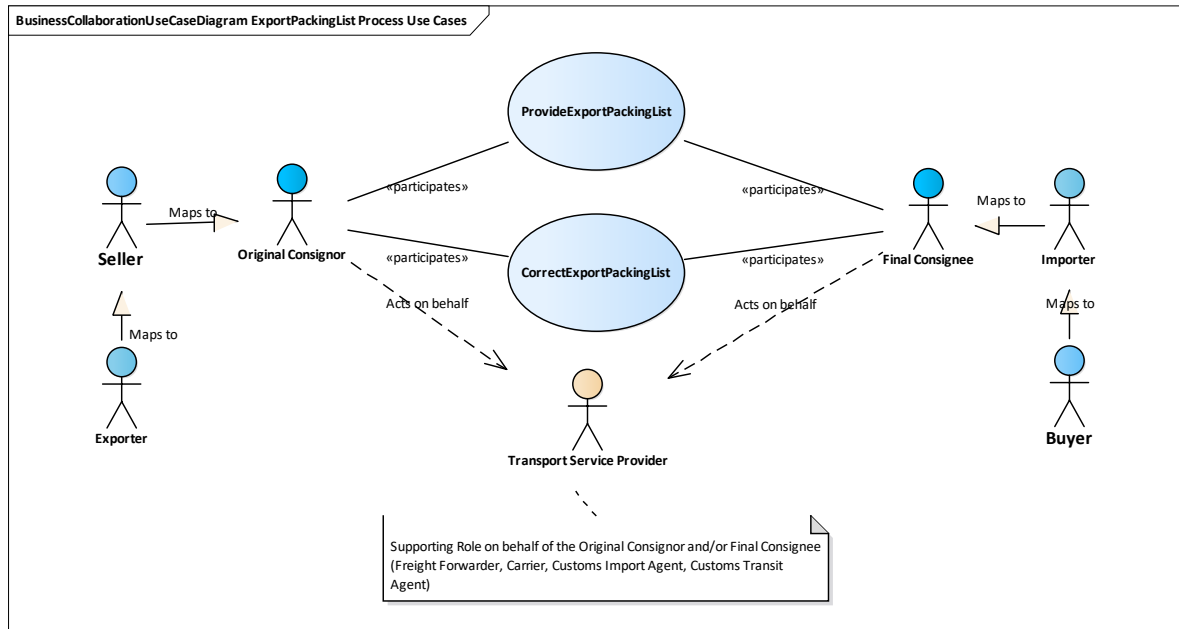 BusinessCollaborationUseCaseDiagram ExportPackingList Process Use Cases
ProvideExportPackingList
«participates»
«participates»
Maps to
Maps to
Seller
Original Consignor
Final Consignee
Importer
«participates»
«participates»
CorrectExportPackingList
Acts on behalf
Acts on behalf
Maps to
Maps to
Exporter
Buyer
Transport Service Provider
Supporting Role on behalf of the Original Consignor and/or Final Consignee
(Freight Forwarder, Carrier, Customs Import Agent, Customs Transit
Agent)